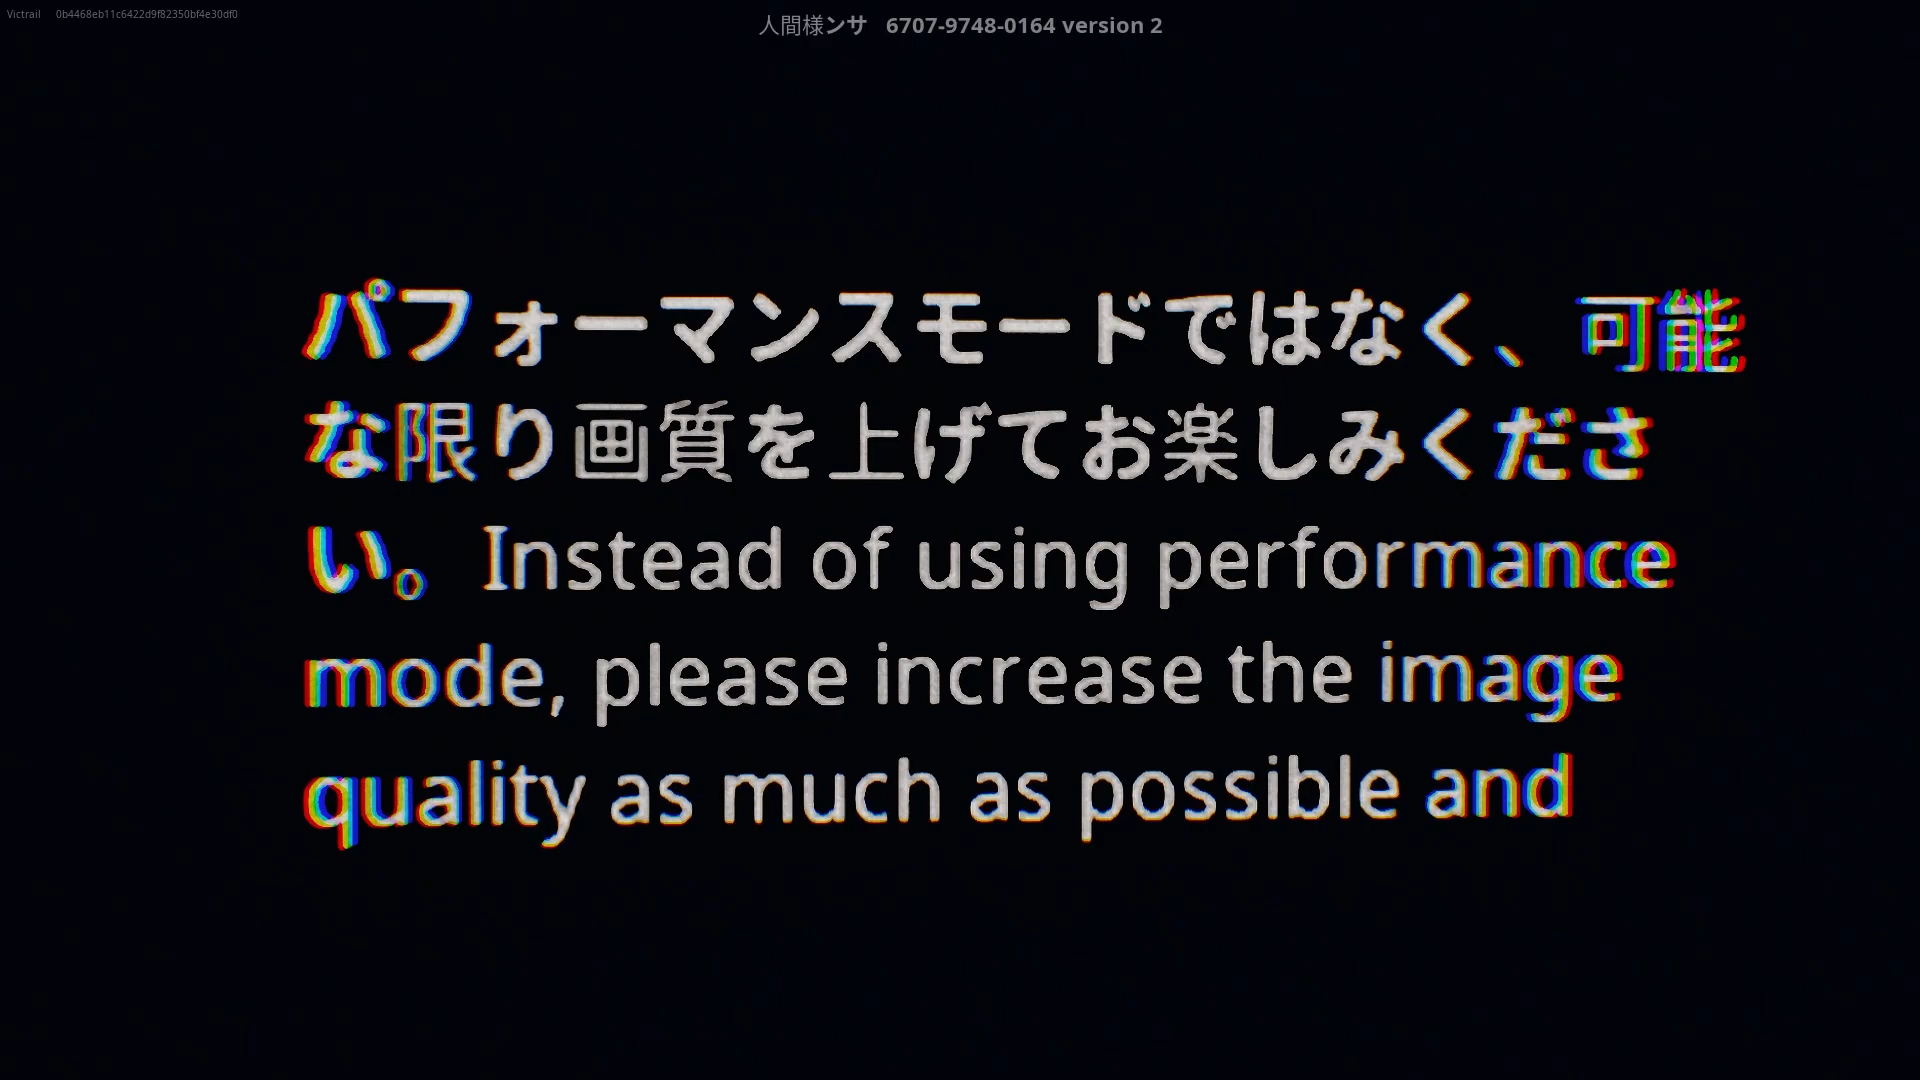 Victrail 0b4468eb11c6422d9f82350bf4e30df0
人間様ンサ 6707-9748-0164 version 2
パフォーマンスモードではなく、可能
な限り画質を上げてお楽しみくださ
い。 Instead of using performance
mode, please increase the image
quality as much as possible and